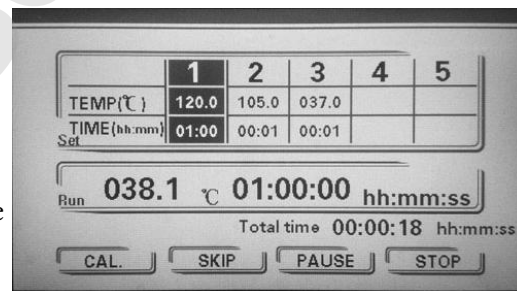 1 2 3 4 5
TEMP(℃) 120.0 105.0 037.0
TIME(hh:mm) 01:00 00:01 00:01
Set
Run 038.1 ℃ 01:00:00 hh:mm:ss
Total time 00:00:18 hh:mm:ss
CAL. SKIP PAUSE STOP